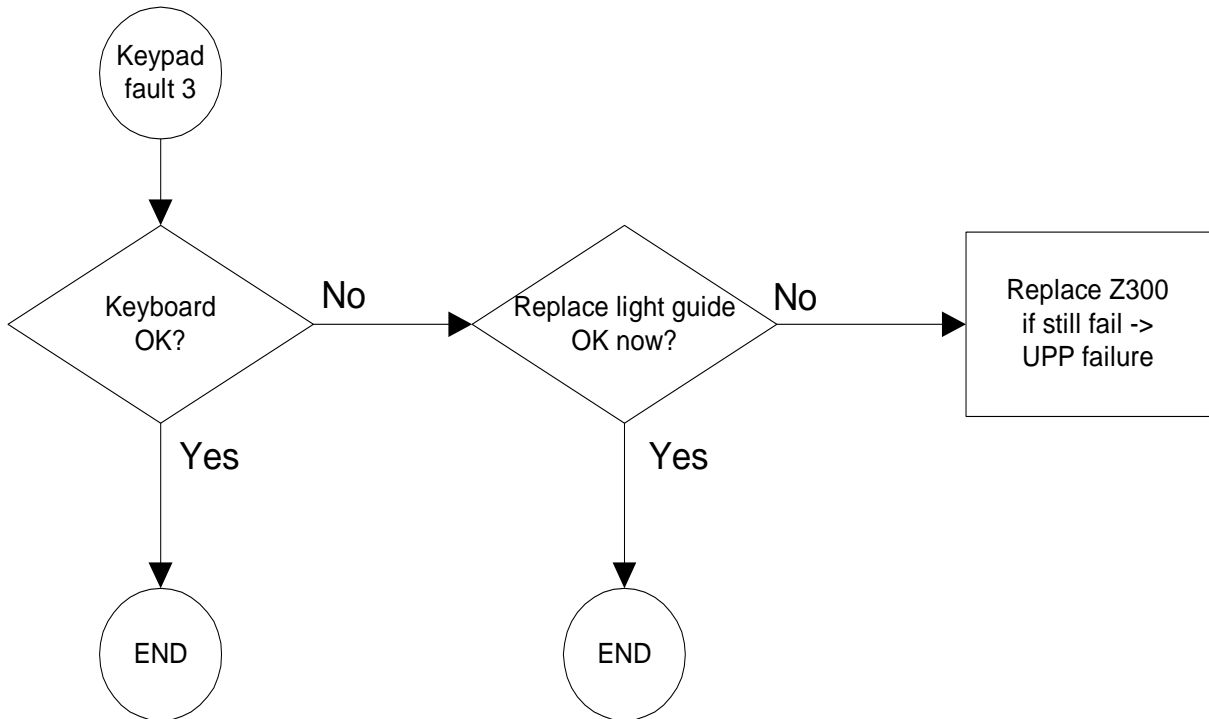 Keypad
fault 3
Keyboard
OK?
No
Replace light guide
OK now?
No
Replace Z300
if still fail ->
UPP failure
Yes
Yes
END
END